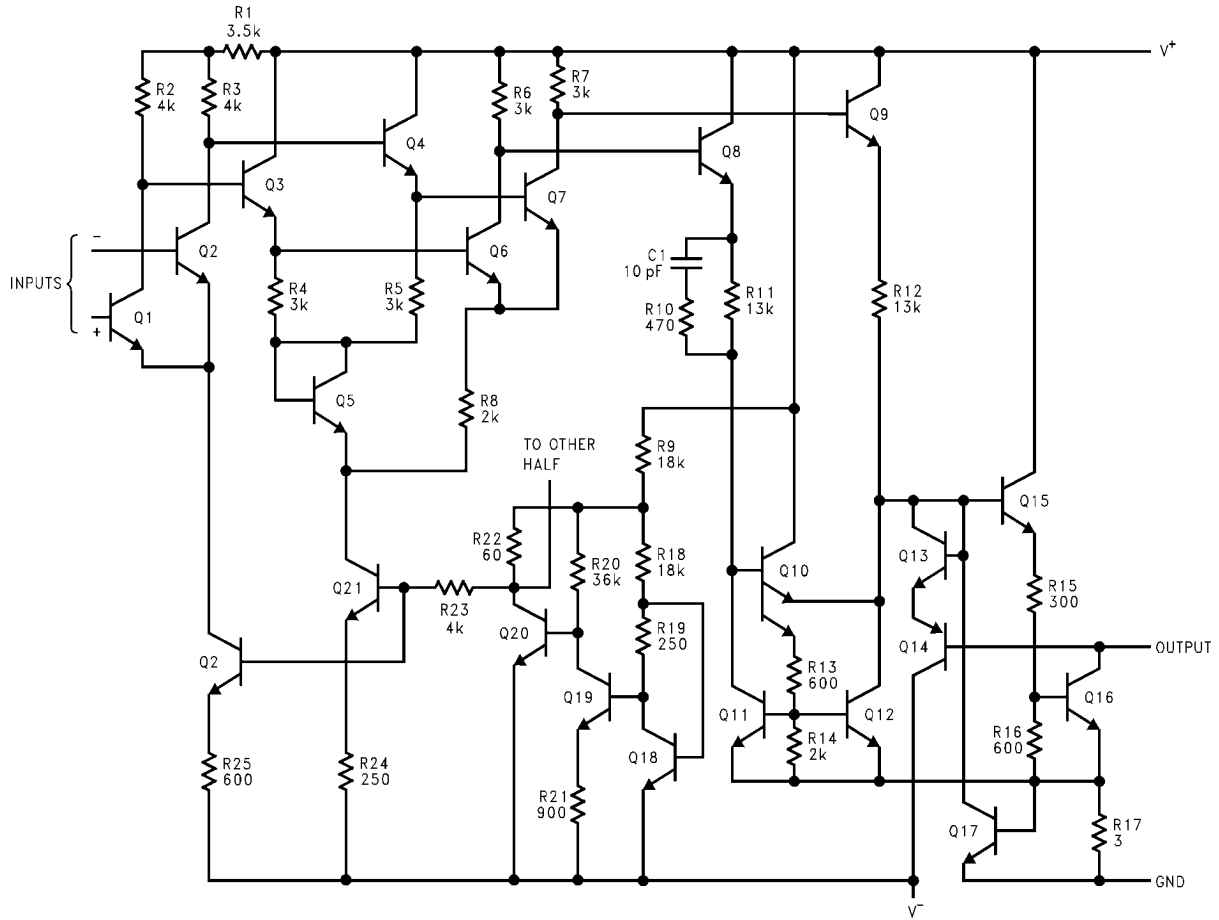 R1
3.5k
V+
R2
4k
R3
4k
R6
3k
R7
3k
Q9
Q4
Q8
Q3
Q7
-
Q2
Q6
INPUTS
C1
10 pF
R4
3k
R5
3k
R11
13k
R12
13k
+
Q1
R10
470
Q5
R8
2k
TO OTHER
HALF
R9
18k
Q15
R22
60
R20
36k
R18
18k
Q13
Q10
Q21
R23
4k
R15
300
Q20
R19
250
Q14
OUTPUT
Q2
R13
600
Q19
Q11
Q12
Q16
R14
2k
R16
600
Q18
R25
600
R24
250
R21
900
Q17
R17
3
GND
V-